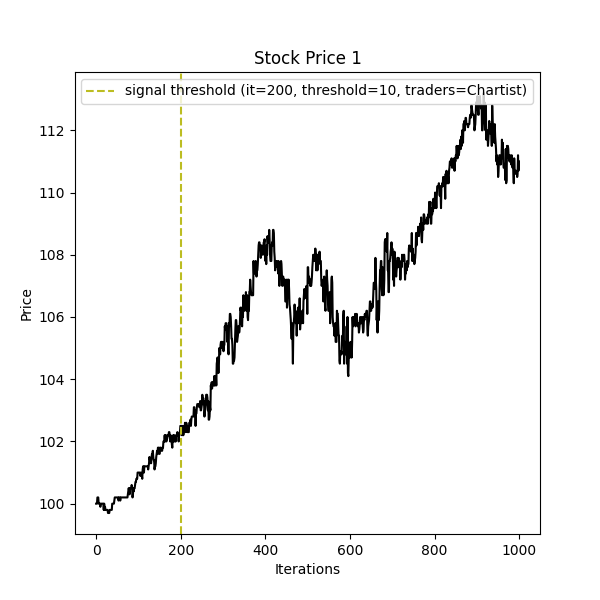 Stock Price 1
signal threshold (it=200, threshold=10, traders=Chartist)
Price
112
110
108
106
104
102
100
0 200 400 600 800 1000
Iterations